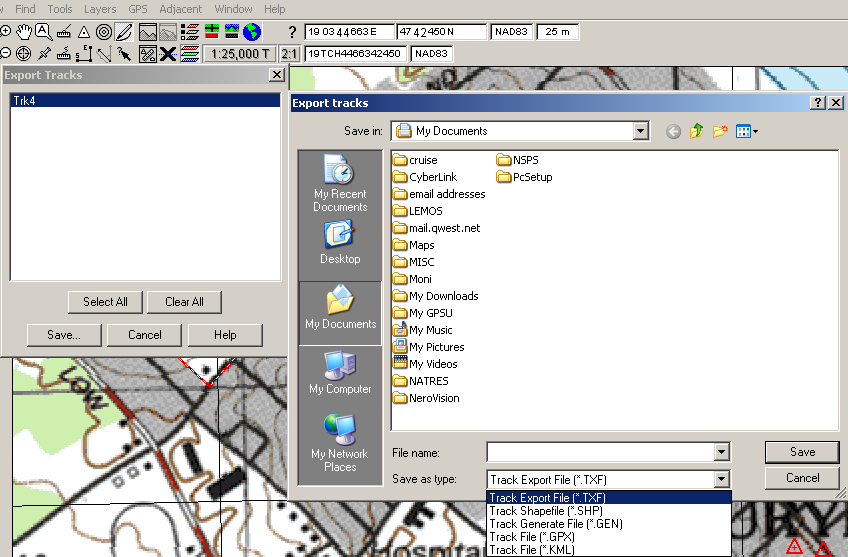 Find Tools Layers GPS Adjacent Window Help
? 19 03 44663 E 47 42450 N NAD83 25 m
1:25,000 T 2:1 19TCH4466342450 NAD83
Export Tracks
Trk4
Select All Clear All
Save... Cancel Help
Export tracks
Save in: My Documents
My Recent
Documents
Desktop
My Documents
My Computer
My Network
Places
cruise
CyberLink
email addresses
LEMOS
mail.qwest.net
Maps
MISC
Moni
My Downloads
My GPSU
My Music
My Pictures
My Videos
NATRES
NeroVision
NSPS
PcSetup
File name:
Save
Save as type: Track Export File (*.TXF)
Cancel
Track Export File (*.TXF)
Track Shapefile (*.SHP)
Track Generate File (*.GEN)
Track File (*.GPX)
Track File (*.KML)
LOW
Hospital